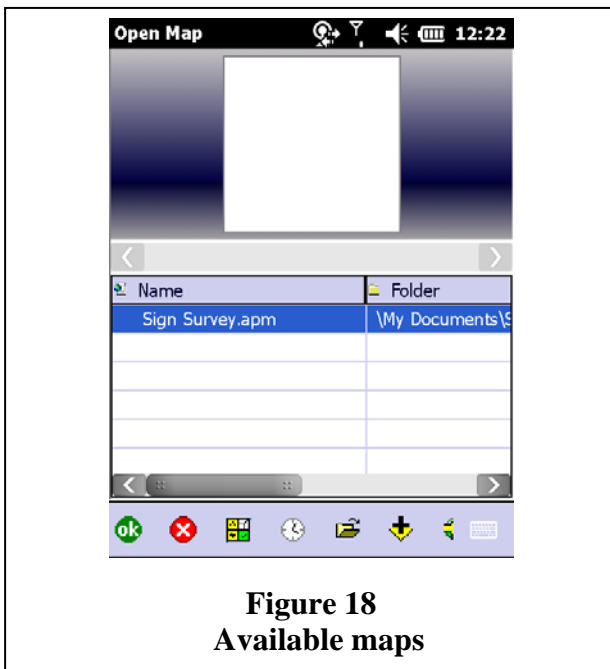 Open Map 12:22
Name Folder
Sign Survey.apm \My Documents\S
ok
Figure 18
Available maps